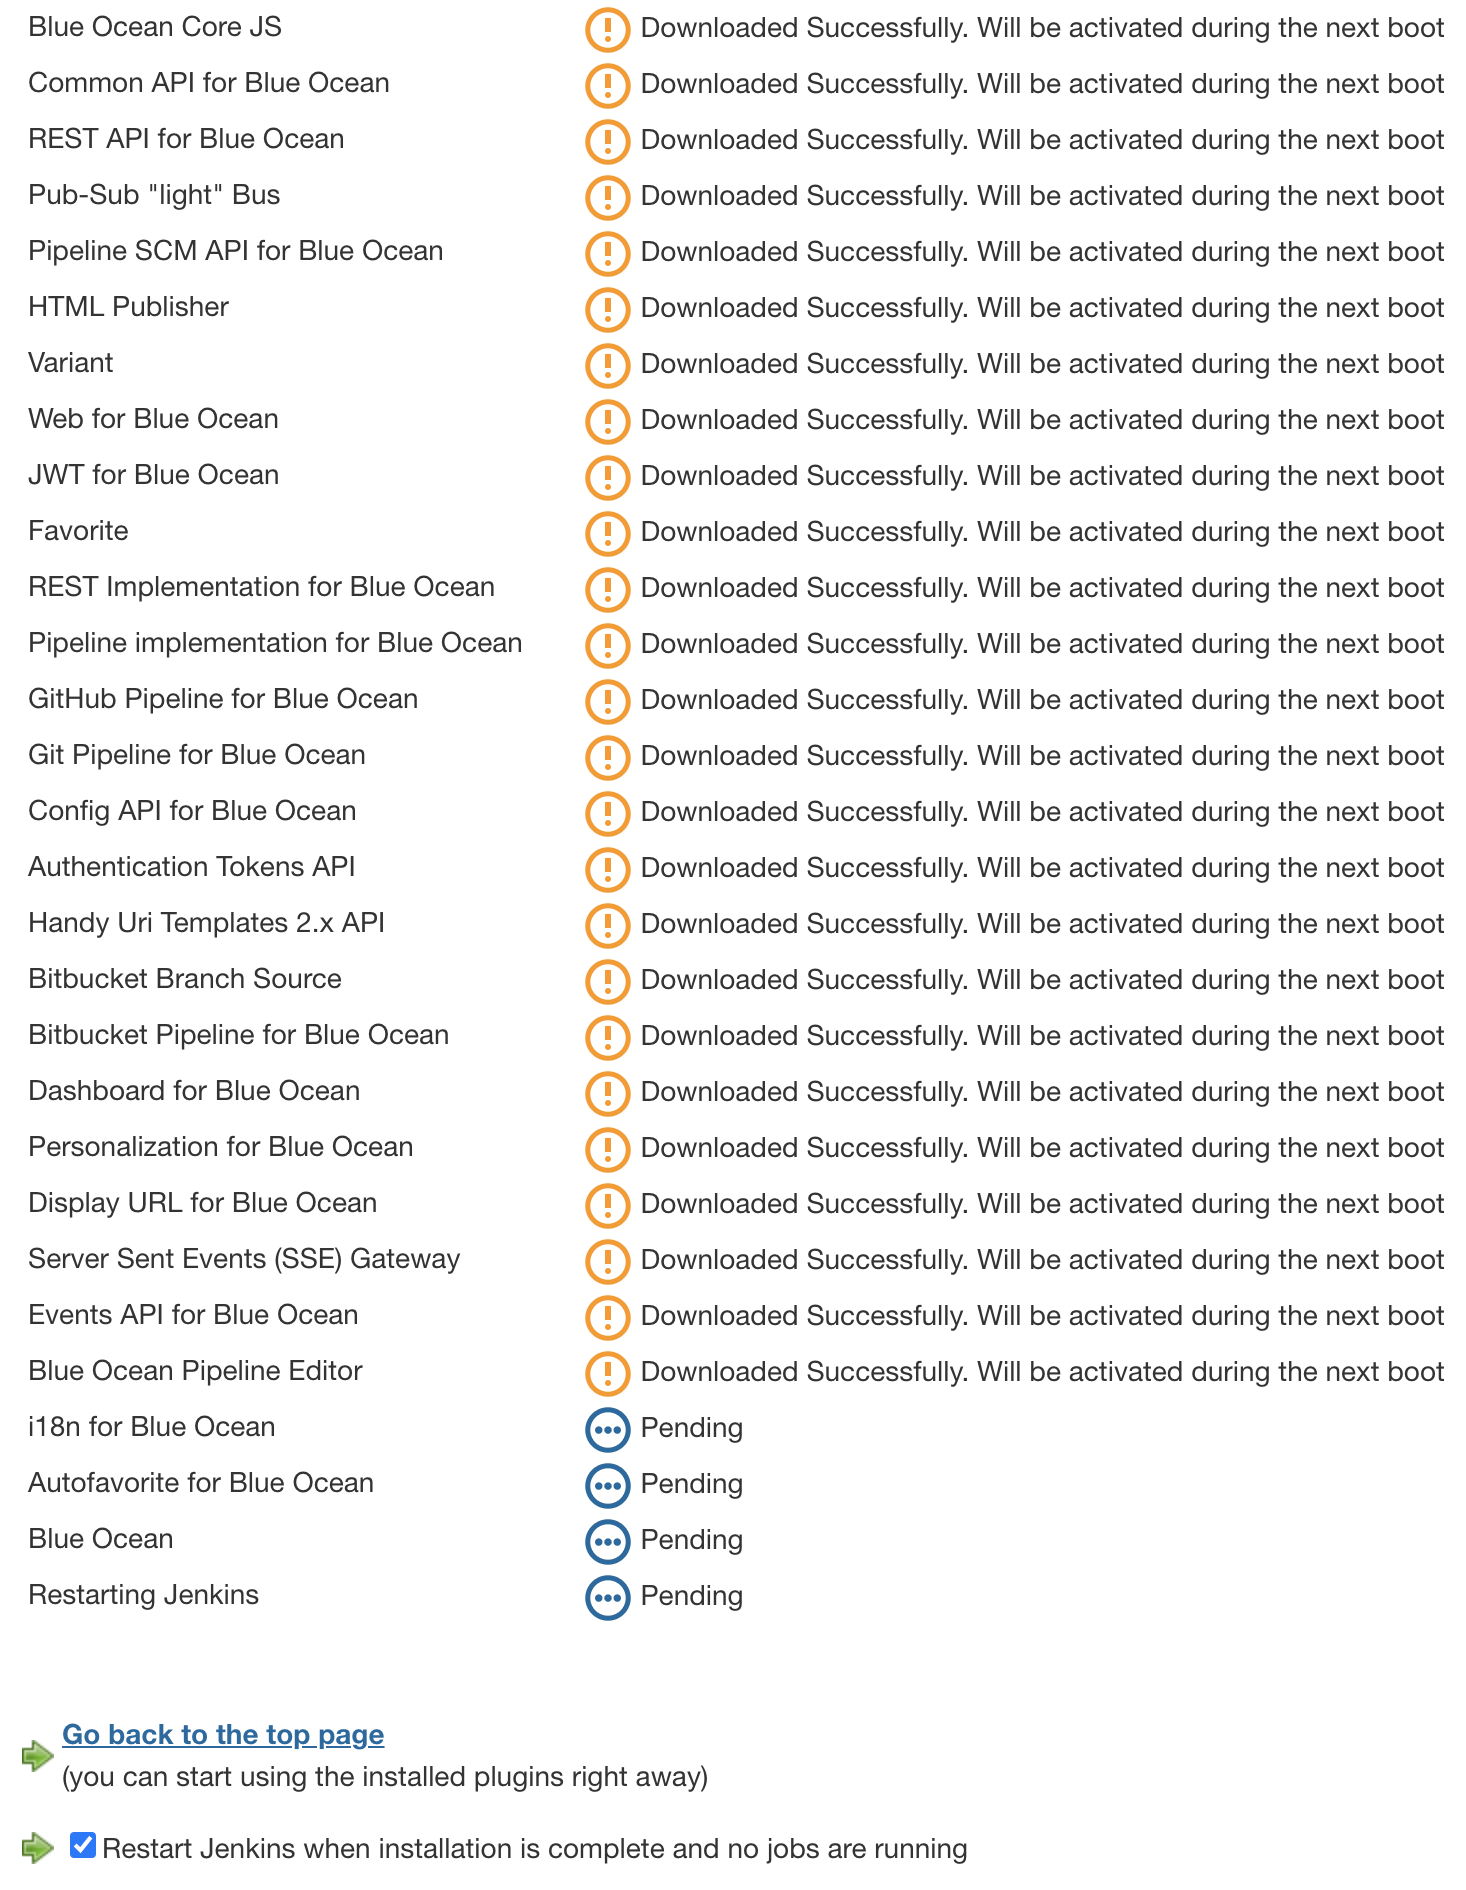 Blue Ocean Core JS Downloaded Successfully. Will be activated during the next boot
Common API for Blue Ocean Downloaded Successfully. Will be activated during the next boot
REST API for Blue Ocean Downloaded Successfully. Will be activated during the next boot
Pub-Sub "light" Bus Downloaded Successfully. Will be activated during the next boot
Pipeline SCM API for Blue Ocean Downloaded Successfully. Will be activated during the next boot
HTML Publisher Downloaded Successfully. Will be activated during the next boot
Variant Downloaded Successfully. Will be activated during the next boot
Web for Blue Ocean Downloaded Successfully. Will be activated during the next boot
JWT for Blue Ocean Downloaded Successfully. Will be activated during the next boot
Favorite Downloaded Successfully. Will be activated during the next boot
REST Implementation for Blue Ocean Downloaded Successfully. Will be activated during the next boot
Pipeline implementation for Blue Ocean Downloaded Successfully. Will be activated during the next boot
GitHub Pipeline for Blue Ocean Downloaded Successfully. Will be activated during the next boot
Git Pipeline for Blue Ocean Downloaded Successfully. Will be activated during the next boot
Config API for Blue Ocean Downloaded Successfully. Will be activated during the next boot
Authentication Tokens API Downloaded Successfully. Will be activated during the next boot
Handy Uri Templates 2.x API Downloaded Successfully. Will be activated during the next boot
Bitbucket Branch Source Downloaded Successfully. Will be activated during the next boot
Bitbucket Pipeline for Blue Ocean Downloaded Successfully. Will be activated during the next boot
Dashboard for Blue Ocean Downloaded Successfully. Will be activated during the next boot
Personalization for Blue Ocean Downloaded Successfully. Will be activated during the next boot
Display URL for Blue Ocean Downloaded Successfully. Will be activated during the next boot
Server Sent Events (SSE) Gateway Downloaded Successfully. Will be activated during the next boot
Events API for Blue Ocean Downloaded Successfully. Will be activated during the next boot
Blue Ocean Pipeline Editor Downloaded Successfully. Will be activated during the next boot
i18n for Blue Ocean Pending
Autofavorite for Blue Ocean Pending
Blue Ocean Pending
Restarting Jenkins Pending
Go back to the top page
(you can start using the installed plugins right away)
Restart Jenkins when installation is complete and no jobs are running